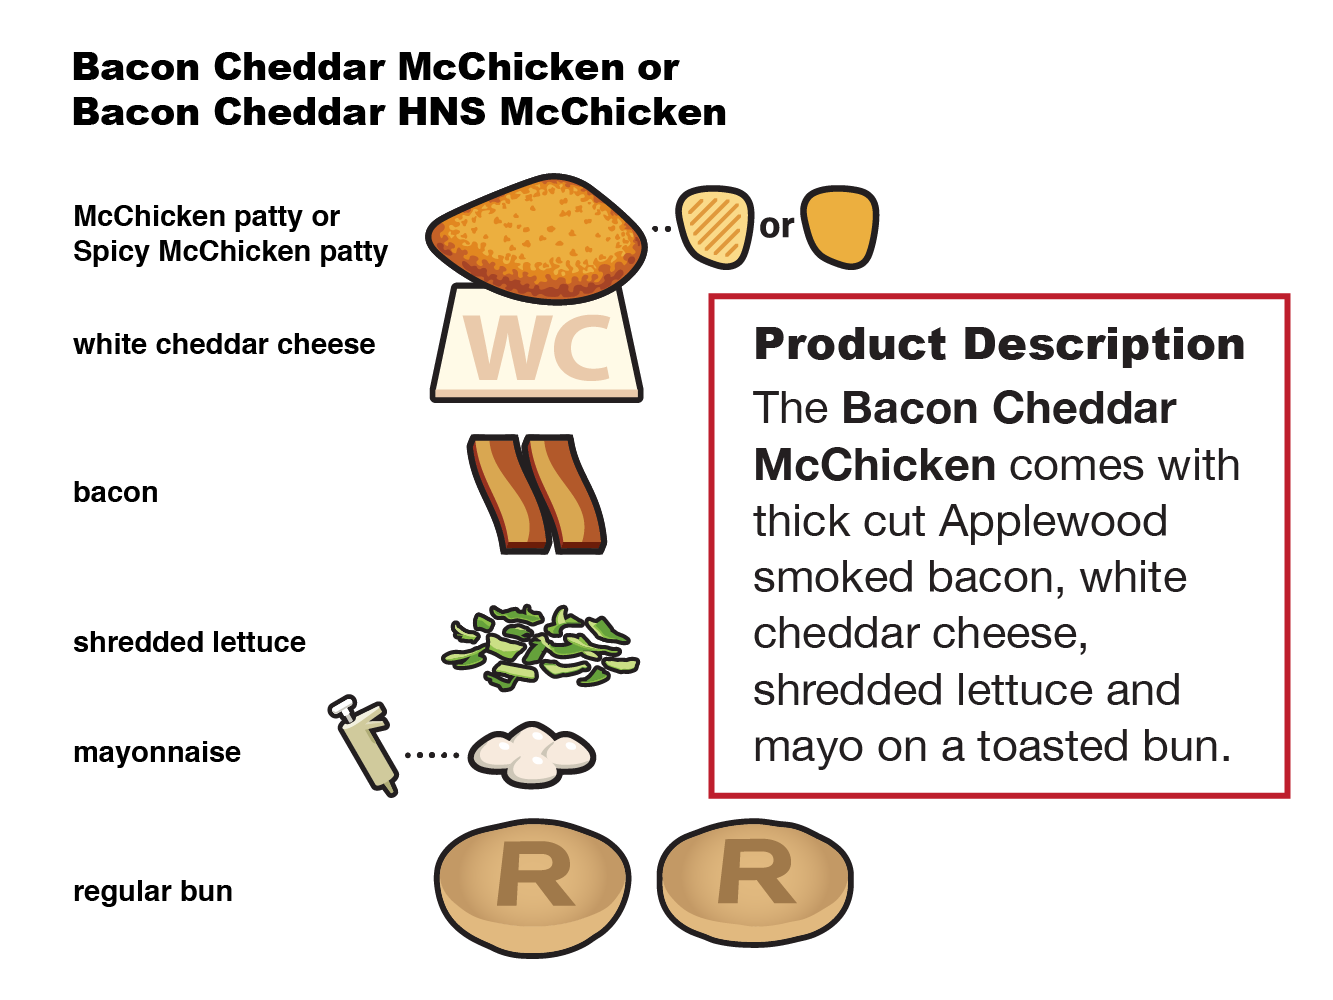 Bacon Cheddar McChicken or
Bacon Cheddar HNS McChicken
McChicken patty or
Spicy McChicken patty
or
white cheddar cheese
WC
bacon
shredded lettuce
mayonnaise
regular bun
R
R
Product Description
The Bacon Cheddar
McChicken comes with
thick cut Applewood
smoked bacon, white
cheddar cheese,
shredded lettuce and
mayo on a toasted bun.